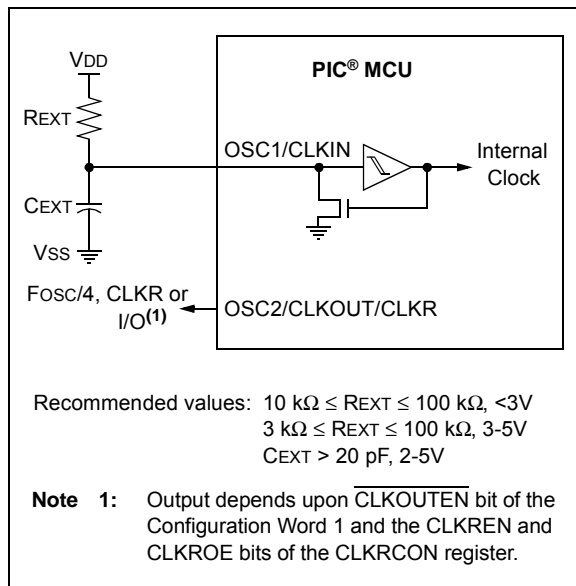 VDD
PIC® MCU
REXT
OSC1/CLKIN
Internal
Clock
CEXT
VSS
FOSC/4, CLKR or
I/O(1)
OSC2/CLKOUT/CLKR
Recommended values: 10 kΩ ≤ REXT ≤ 100 kΩ, <3V
3 kΩ ≤ REXT ≤ 100 kΩ, 3-5V
CEXT > 20 pF, 2-5V
Note 1: Output depends upon CLKOUTEN bit of the
Configuration Word 1 and the CLKREN and
CLKROE bits of the CLKRCON register.